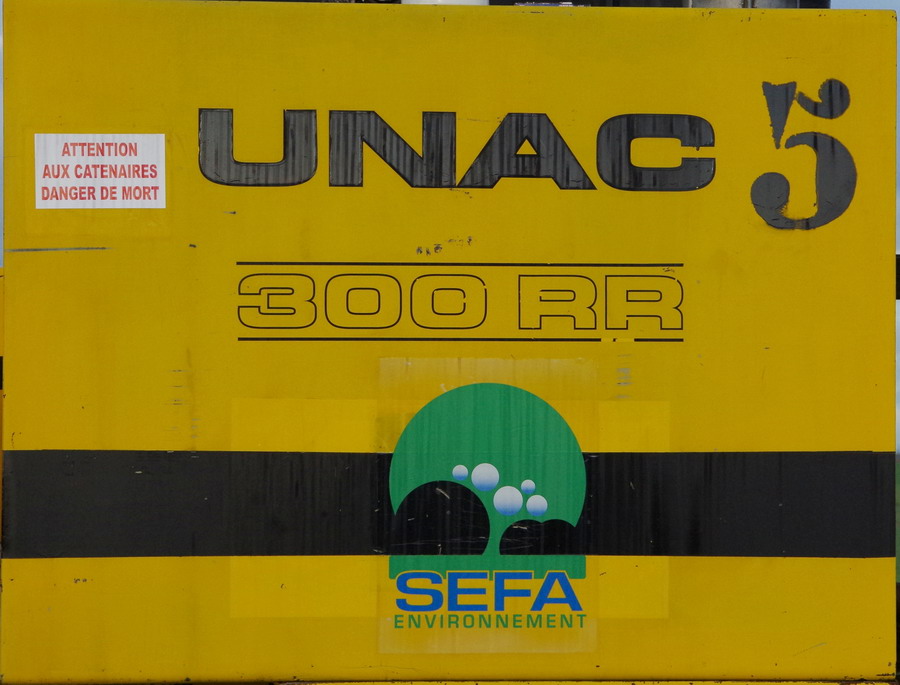 UNAC 5
ATTENTION
AUX CATENAIRES
DANGER DE MORT
300 RR
SEFA
ENVIRONNEMENT